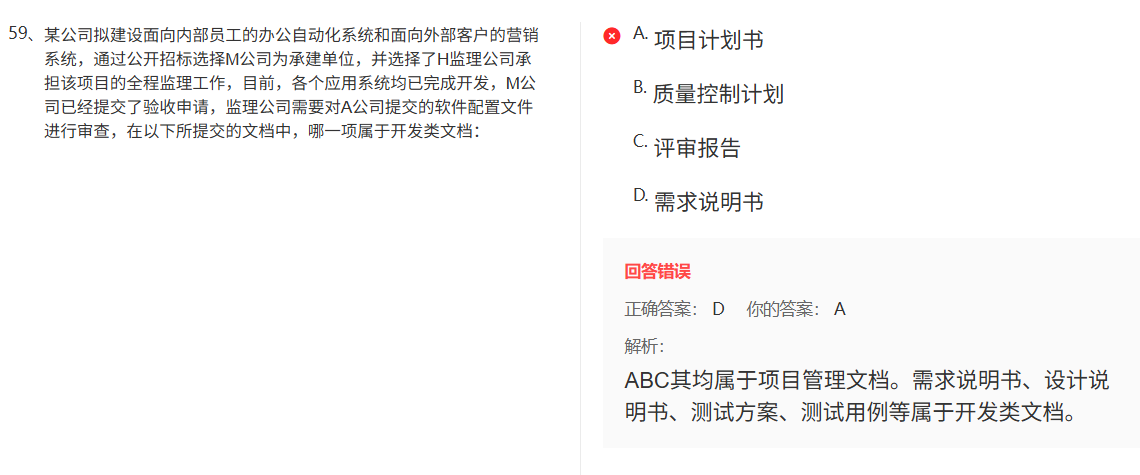 59、某公司拟建设面向内部员工的办公自动化系统和面向外部客户的营销
系统，通过公开招标选择M公司为承建单位，并选择了H监理公司承
担该项目的全程监理工作，目前，各个应用系统均已完成开发，M公
司已经提交了验收申请，监理公司需要对A公司提交的软件配置文件
进行审查，在以下所提交的文档中，哪一项属于开发类文档：
A. 项目计划书
B. 质量控制计划
C. 评审报告
D. 需求说明书
回答错误
正确答案： D 你的答案： A
解析：
ABC其均属于项目管理文档。需求说明书、设计说
明书、测试方案、测试用例等属于开发类文档。